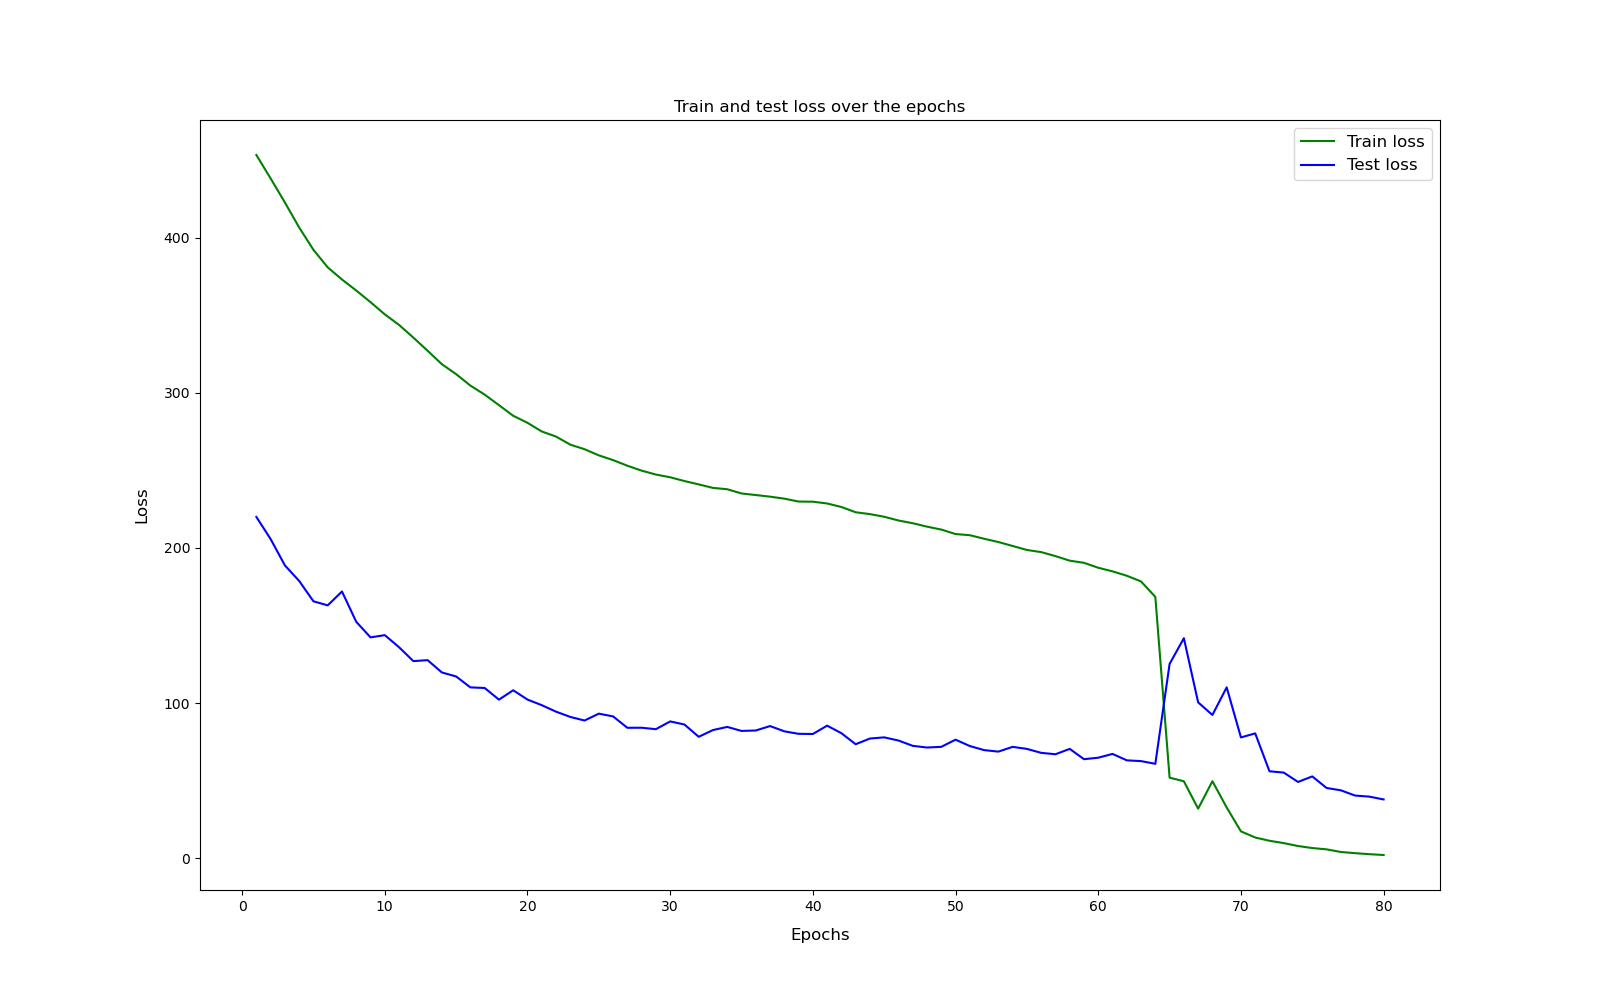 Train and test loss over the epochs
Train loss
Test loss
400
300
200
100
0
Loss
0 10 20 30 40 50 60 70 80
Epochs